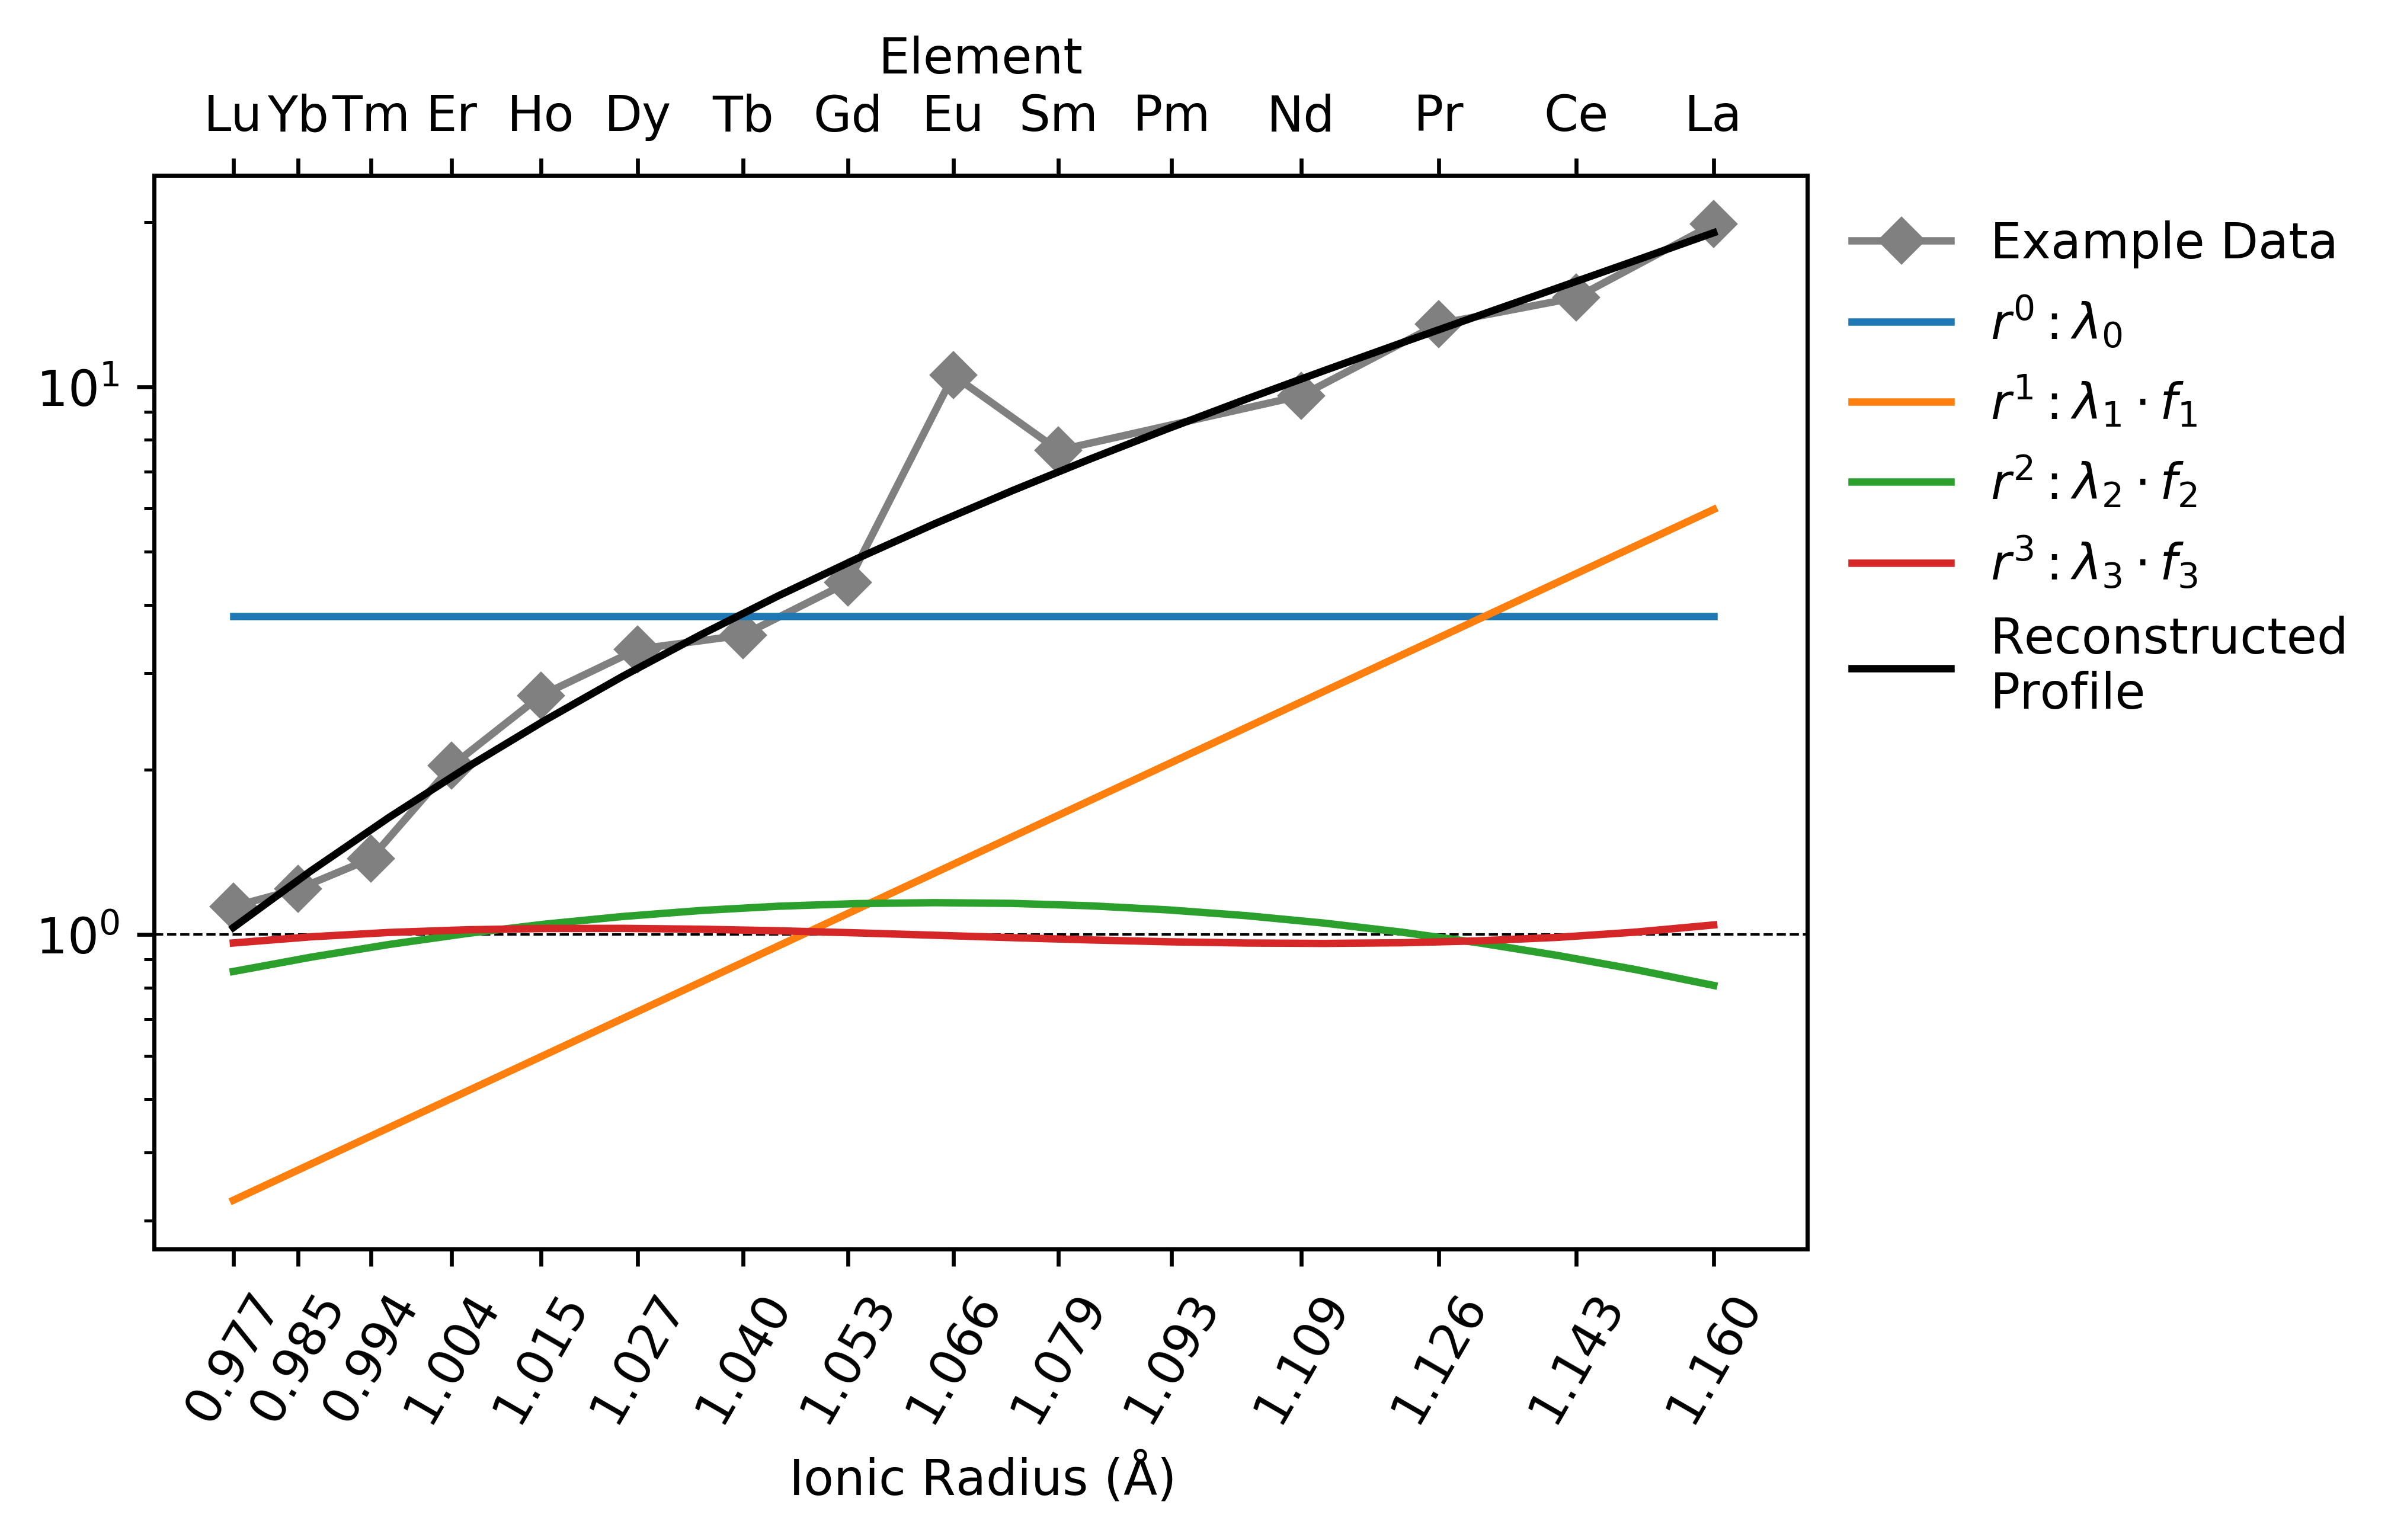 Element
Lu Yb Tm Er Ho Dy Tb Gd Eu Sm Pm Nd Pr Ce La
10¹
10⁰
0.977 0.985 0.994 1.004 1.015 1.027 1.040 1.053 1.066 1.079 1.093 1.109 1.126 1.143 1.160
Ionic Radius (Å)
Example Data
r⁰ : λ₀
r¹ : λ₁ · f₁
r² : λ₂ · f₂
r³ : λ₃ · f₃
Reconstructed
Profile